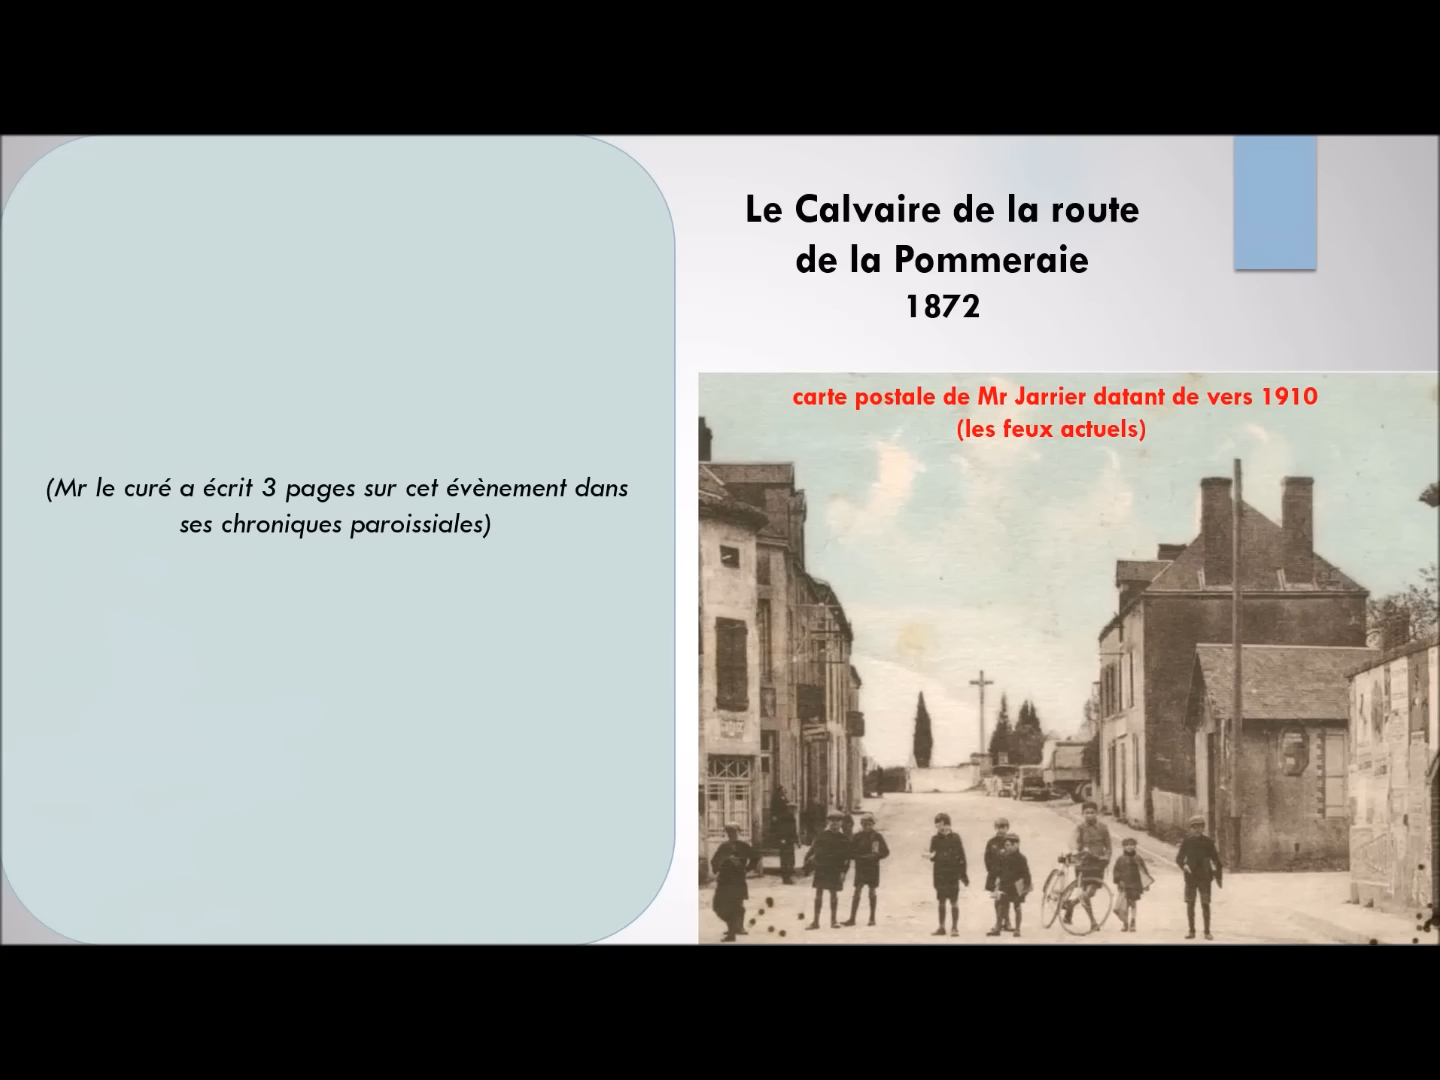 Le Calvaire de la route
de la Pommeraie
1872
carte postale de Mr Jarrier datant de vers 1910
(les feux actuels)
(Mr le curé a écrit 3 pages sur cet évènement dans
ses chroniques paroissiales)